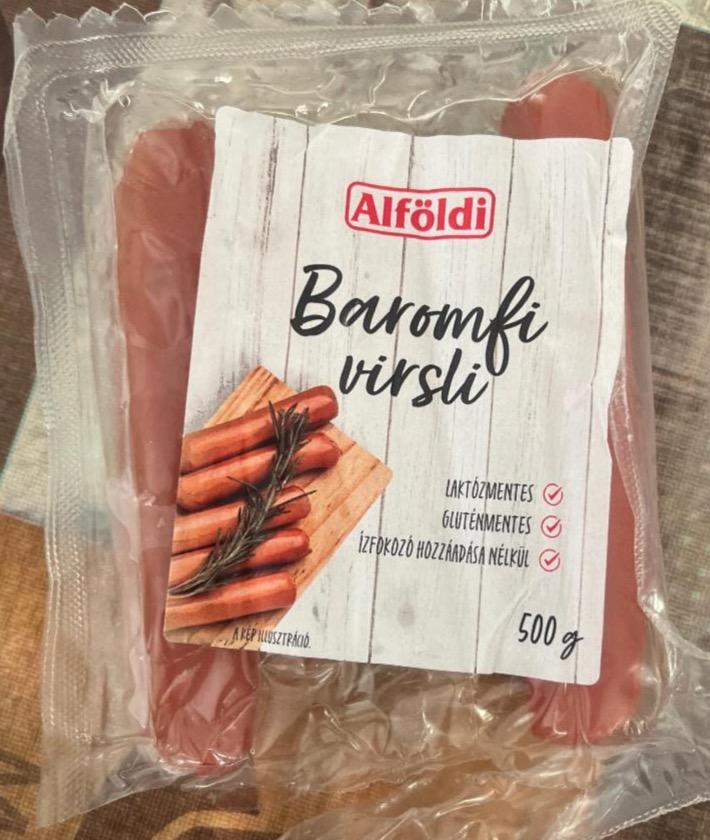 Alföldi
Baromfi
virsli
LAKTÓZMENTES
GLUTÉNMENTES
ÍZFOKOZÓ HOZZÁADÁSA NÉLKÜL
500 g
A KÉP ILLUSZTRÁCIÓ.